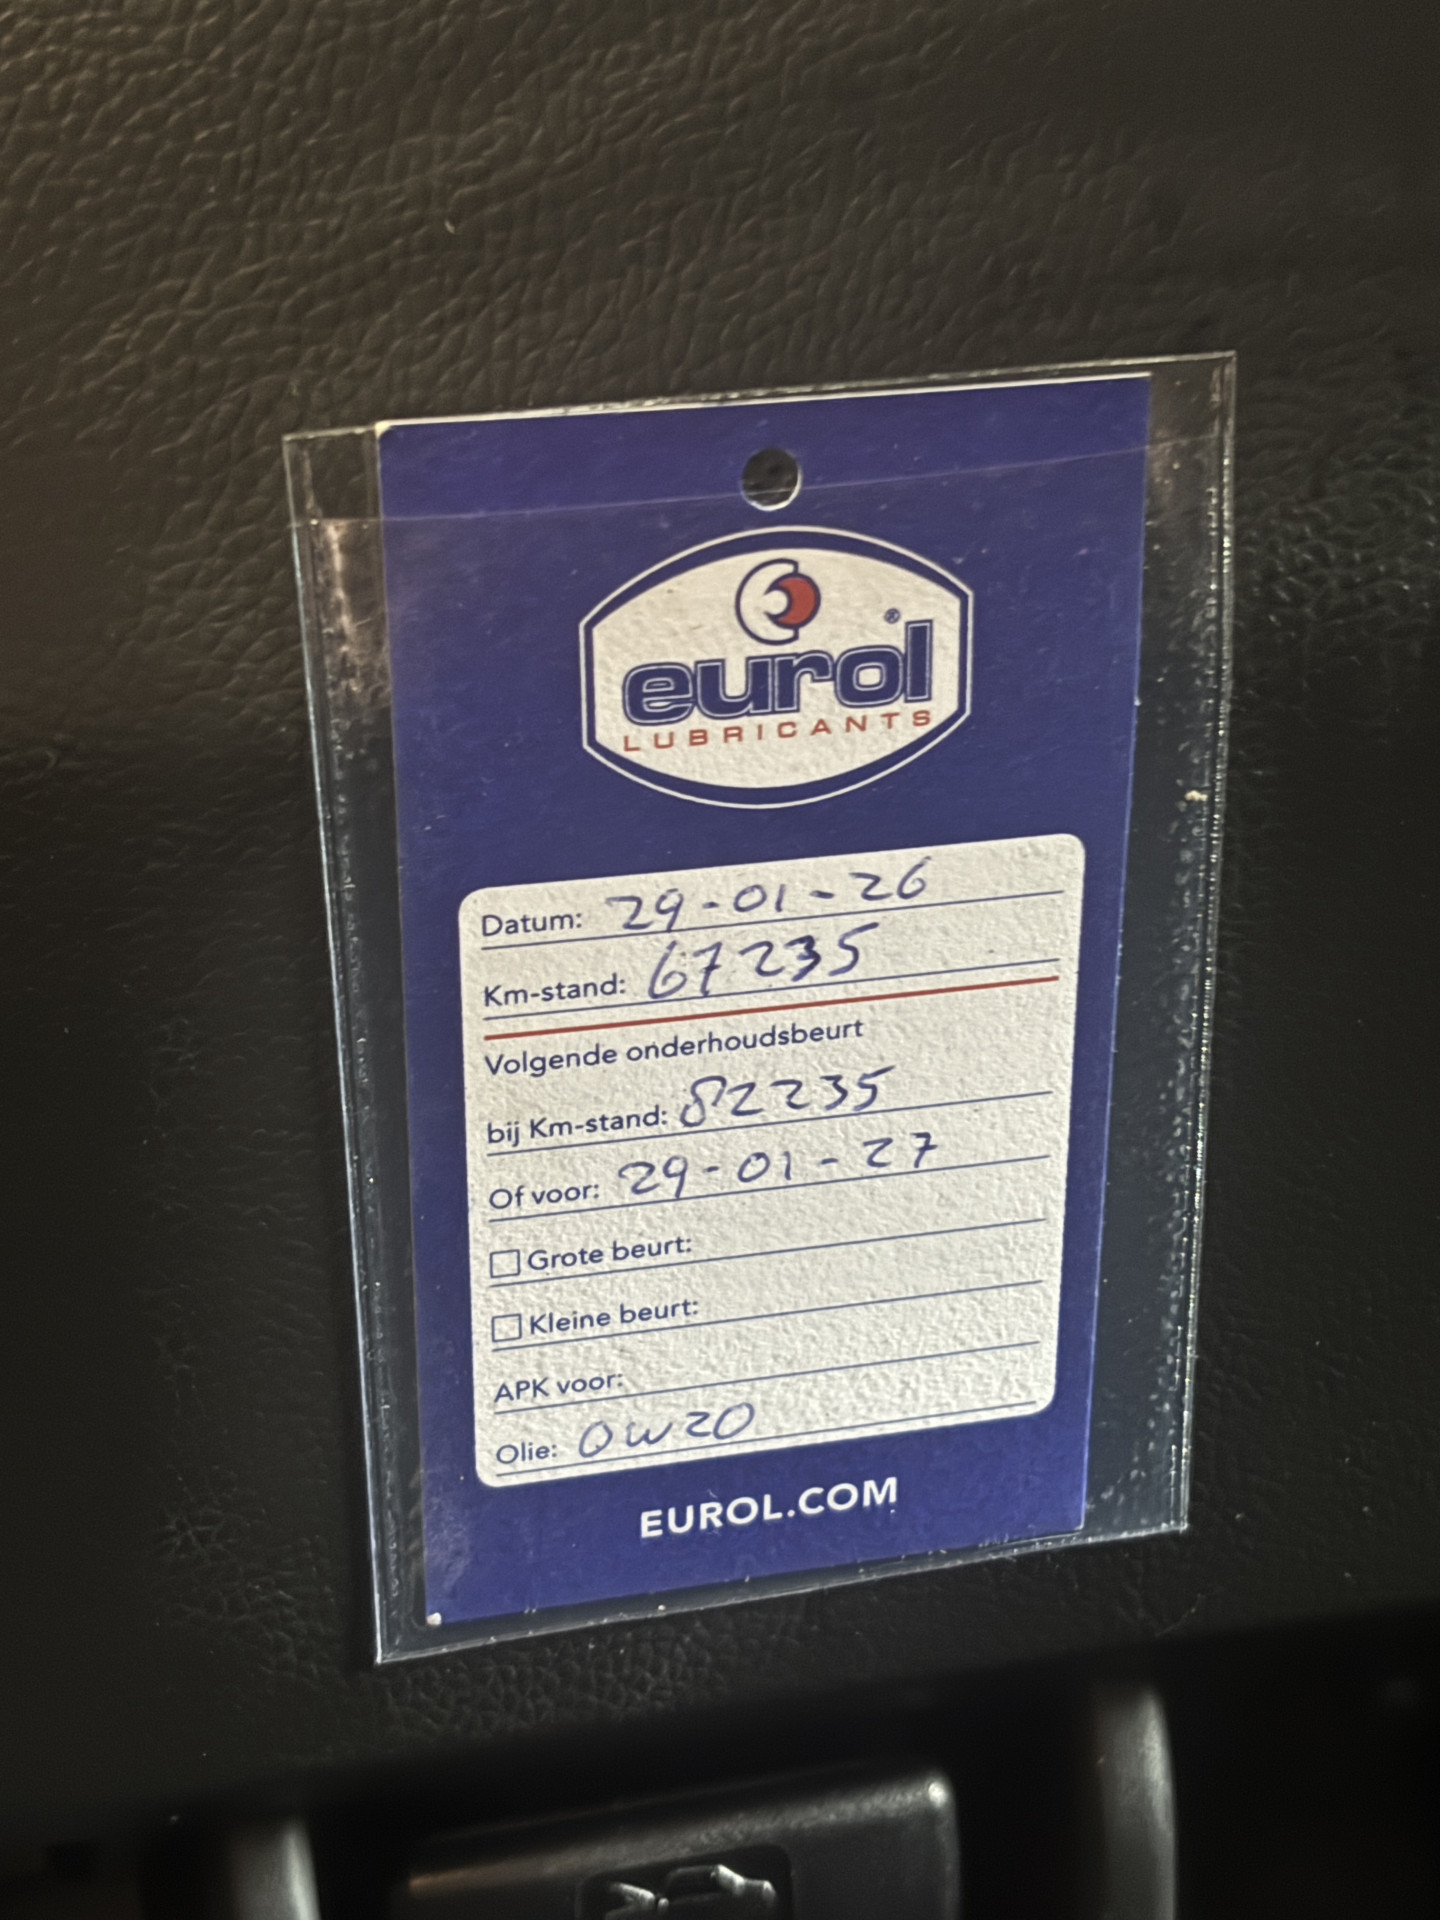 eurol®
LUBRICANTS
Datum: 29-01-26
Km-stand: 67235
Volgende onderhoudsbeurt
bij Km-stand: 82235
Of voor: 29-01-27
Grote beurt:
Kleine beurt:
APK voor:
Olie: 0W20
EUROL.COM